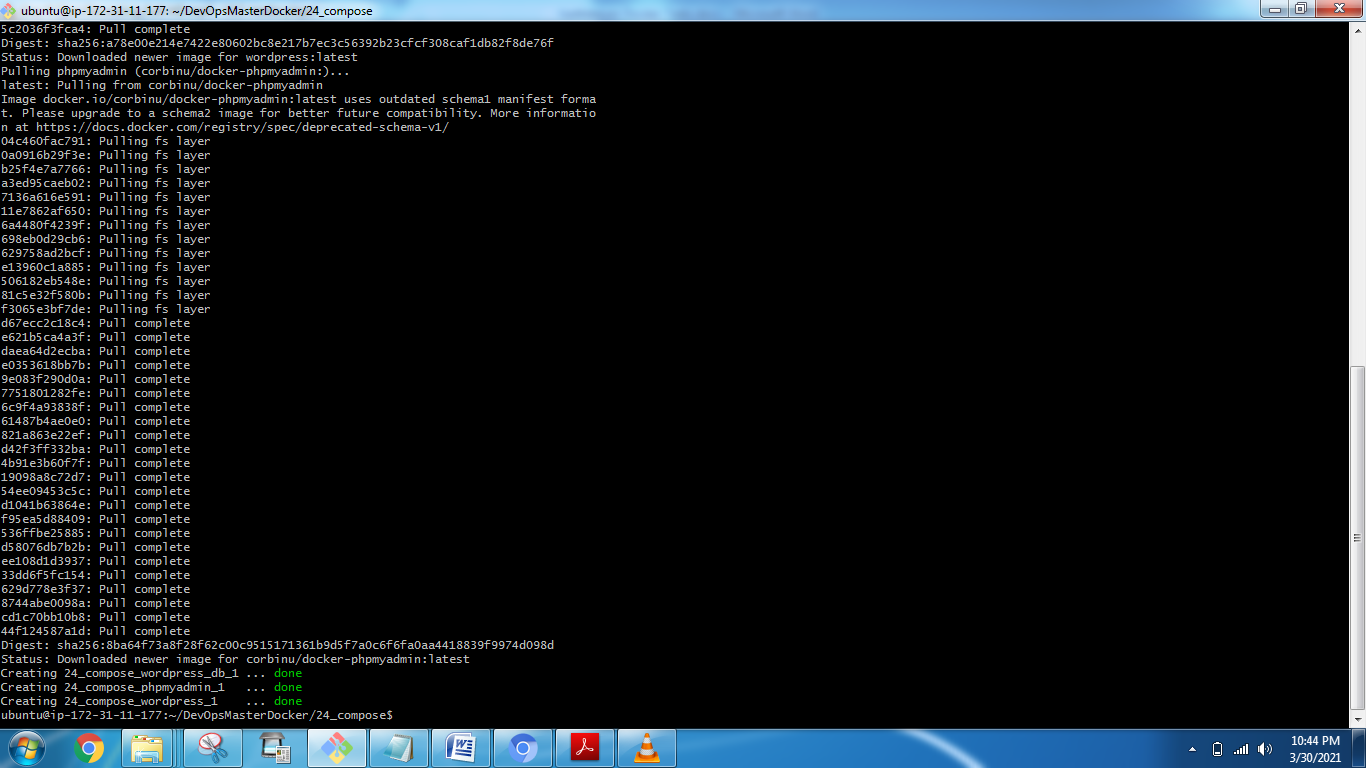 ubuntu@ip-172-31-11-177: ~/DevOpsMasterDocker/24_compose
5c2036f3fca4: Pull complete
Digest: sha256:a78e00e214e7422e80602bc8e217b7ec3c56392b23cfcf308caf1db82f8de76f
Status: Downloaded newer image for wordpress:latest
Pulling phpmyadmin (corbinu/docker-phpmyadmin:)...
latest: Pulling from corbinu/docker-phpmyadmin
Image docker.io/corbinu/docker-phpmyadmin:latest uses outdated schema1 manifest forma
t. Please upgrade to a schema2 image for better future compatibility. More informatio
n at https://docs.docker.com/registry/spec/deprecated-schema-v1/
04c460fac791: Pulling fs layer
0a0916b29f3e: Pulling fs layer
b25f4e7a7766: Pulling fs layer
a3ed95caeb02: Pulling fs layer
7136a616e591: Pulling fs layer
11e7862af650: Pulling fs layer
6a4480f4239f: Pulling fs layer
698eb0d29cb6: Pulling fs layer
629758ad2bcf: Pulling fs layer
e13960c1a885: Pulling fs layer
506182eb548e: Pulling fs layer
81c5e32f580b: Pulling fs layer
f3065e3bf7de: Pulling fs layer
d67ecc2c18c4: Pull complete
e621b5ca4a3f: Pull complete
daea64d2ecba: Pull complete
e0353618bb7b: Pull complete
9e083f290d0a: Pull complete
7751801282fe: Pull complete
6c9f4a93838f: Pull complete
61487b4ae0e0: Pull complete
821a863e22ef: Pull complete
d42f3ff332ba: Pull complete
4b91e3b60f7f: Pull complete
19098a8c72d7: Pull complete
54ee09453c5c: Pull complete
d1041b63864e: Pull complete
f95ea5d88409: Pull complete
536ffbe25885: Pull complete
d58076db7b2b: Pull complete
ee108d1d3937: Pull complete
33dd6f5fc154: Pull complete
629d778e3f37: Pull complete
8744abe0098a: Pull complete
cd1c70bb10b8: Pull complete
44f124587a1d: Pull complete
Digest: sha256:8ba64f73a8f28f62c00c9515171361b9d5f7a0c6f6fa0aa4418839f9974d098d
Status: Downloaded newer image for corbinu/docker-phpmyadmin:latest
Creating 24_compose_wordpress_db_1 ... done
Creating 24_compose_phpmyadmin_1   ... done
Creating 24_compose_wordpress_1    ... done
ubuntu@ip-172-31-11-177:~/DevOpsMasterDocker/24_compose$
10:44 PM
3/30/2021